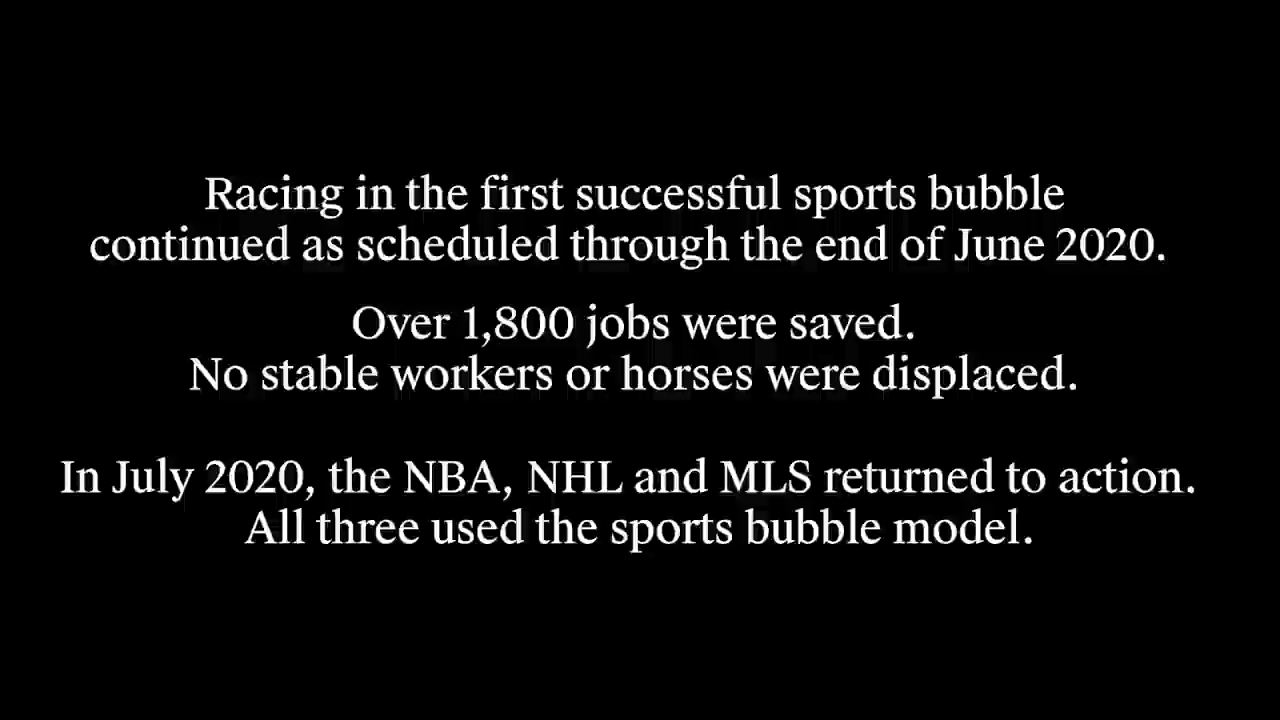 Racing in the first successful sports bubble
continued as scheduled through the end of June 2020.
Over 1,800 jobs were saved.
No stable workers or horses were displaced.
In July 2020, the NBA, NHL and MLS returned to action.
All three used the sports bubble model.